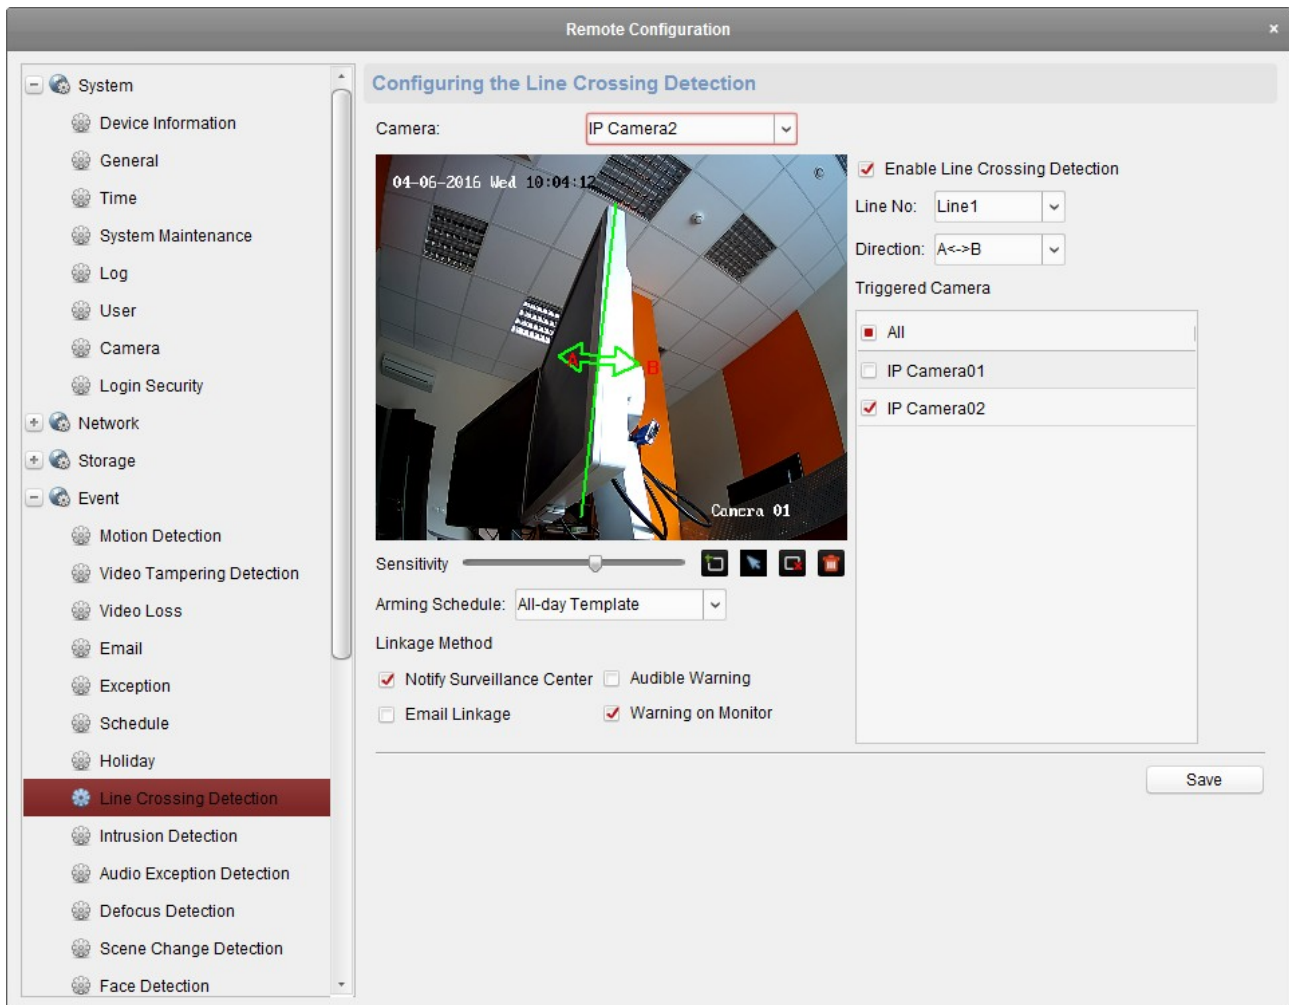 Remote Configuration
System
Device Information
General
Time
System Maintenance
Log
User
Camera
Login Security
Network
Storage
Event
Motion Detection
Video Tampering Detection
Video Loss
Email
Exception
Schedule
Holiday
Line Crossing Detection
Intrusion Detection
Audio Exception Detection
Defocus Detection
Scene Change Detection
Face Detection
Configuring the Line Crossing Detection
Camera: IP Camera2
04-06-2016 Wed 10:04:12
A B
Camera 01
Enable Line Crossing Detection
Line No: Line1
Direction: A<->B
Triggered Camera
All
IP Camera01
IP Camera02
Sensitivity
Arming Schedule: All-day Template
Linkage Method
Notify Surveillance Center Audible Warning
Email Linkage Warning on Monitor
Save